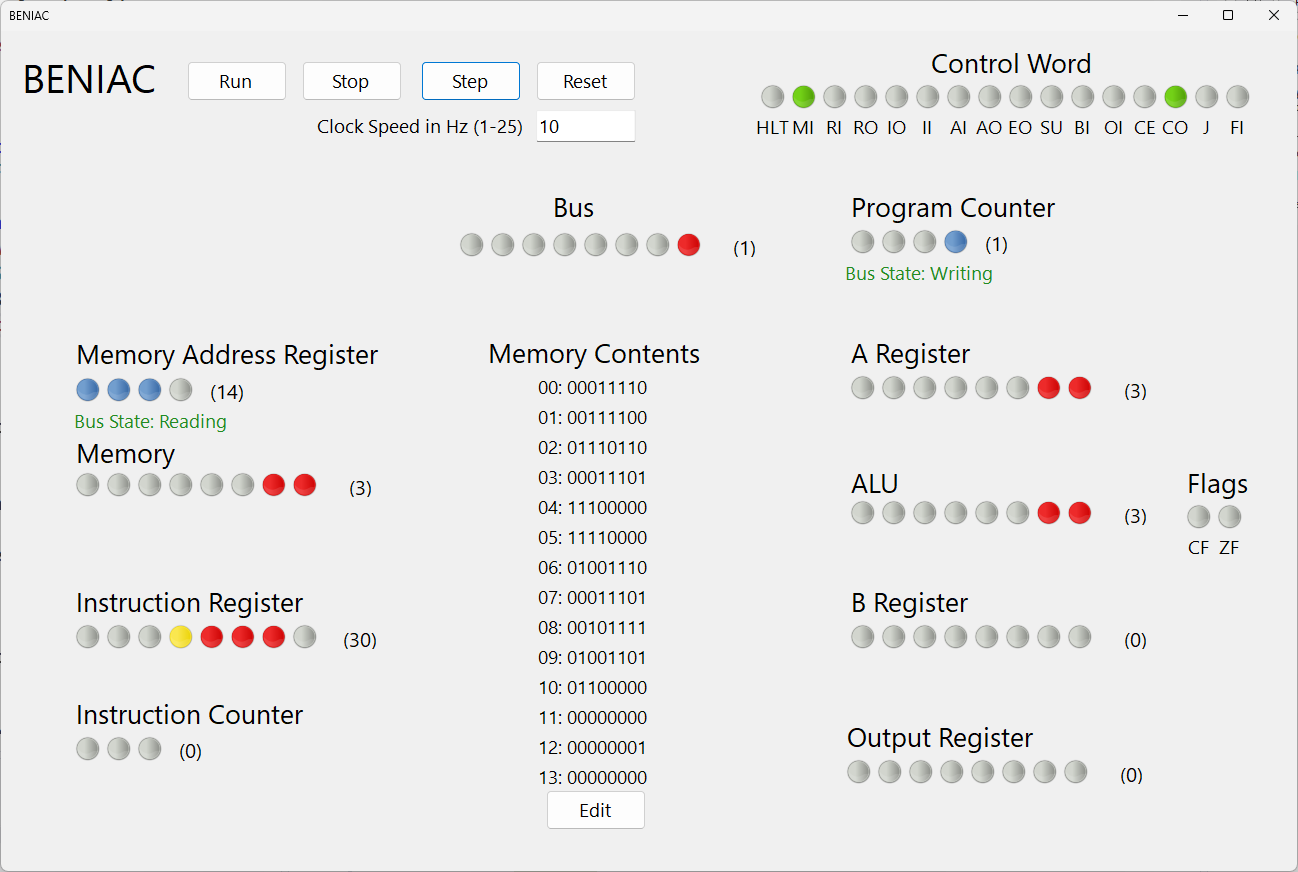 BENIAC
BENIAC
Run
Stop
Step
Reset
Clock Speed in Hz (1-25)
10
Control Word
HLT MI RI RO IO II AI AO EO SU BI OI CE CO J FI
Bus
(1)
Program Counter
(1)
Bus State: Writing
Memory Address Register
(14)
Bus State: Reading
Memory
(3)
Instruction Register
(30)
Instruction Counter
(0)
Memory Contents
00: 00011110
01: 00111100
02: 01110110
03: 00011101
04: 11100000
05: 11110000
06: 01001110
07: 00011101
08: 00101111
09: 01001101
10: 01100000
11: 00000000
12: 00000001
13: 00000000
Edit
A Register
(3)
ALU
(3)
Flags
CF ZF
B Register
(0)
Output Register
(0)